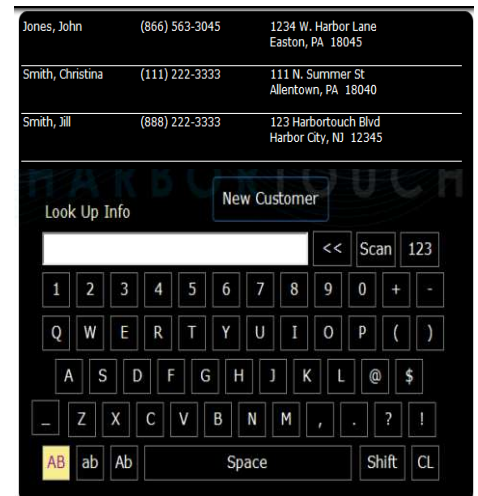 Jones, John (866) 563-3045 1234 W. Harbor Lane
Easton, PA 18045
Smith, Christina (111) 222-3333 111 N. Summer St
Allentown, PA 18040
Smith, Jill (888) 222-3333 123 Harbortouch Blvd
Harbor City, NJ 12345
HARBORTOUCH
New Customer
Look Up Info
<< Scan 123
1 2 3 4 5 6 7 8 9 0 + -
Q W E R T Y U I O P ( )
A S D F G H J K L @ $
_ Z X C V B N M , . ? !
AB ab Ab Space Shift CL